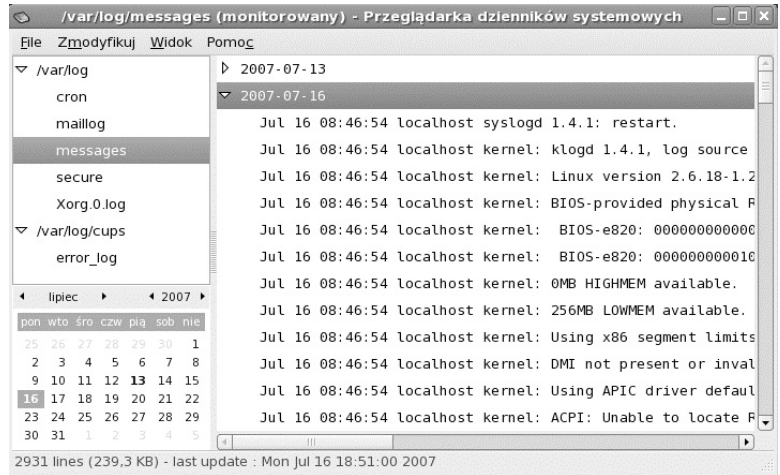 /var/log/messages (monitorowany) - Przeglądarka dzienników systemowych
File Zmodyfikuj Widok Pomoc
/var/log
cron
maillog
messages
secure
Xorg.0.log
/var/log/cups
error_log
lipiec 2007
pon wto śro czw pią sob nie
25 26 27 28 29 30 1
2 3 4 5 6 7 8
9 10 11 12 13 14 15
16 17 18 19 20 21 22
23 24 25 26 27 28 29
30 31 1 2 3 4 5
2007-07-13
2007-07-16
Jul 16 08:46:54 localhost syslogd 1.4.1: restart.
Jul 16 08:46:54 localhost kernel: klogd 1.4.1, log source
Jul 16 08:46:54 localhost kernel: Linux version 2.6.18-1.2
Jul 16 08:46:54 localhost kernel: BIOS-provided physical R
Jul 16 08:46:54 localhost kernel: BIOS-e820: 000000000000
Jul 16 08:46:54 localhost kernel: BIOS-e820: 000000000010
Jul 16 08:46:54 localhost kernel: 0MB HIGHMEM available.
Jul 16 08:46:54 localhost kernel: 256MB LOWMEM available.
Jul 16 08:46:54 localhost kernel: Using x86 segment limits
Jul 16 08:46:54 localhost kernel: DMI not present or inval
Jul 16 08:46:54 localhost kernel: Using APIC driver defaul
Jul 16 08:46:54 localhost kernel: ACPI: Unable to locate R
2931 lines (239,3 KB) - last update : Mon Jul 16 18:51:00 2007